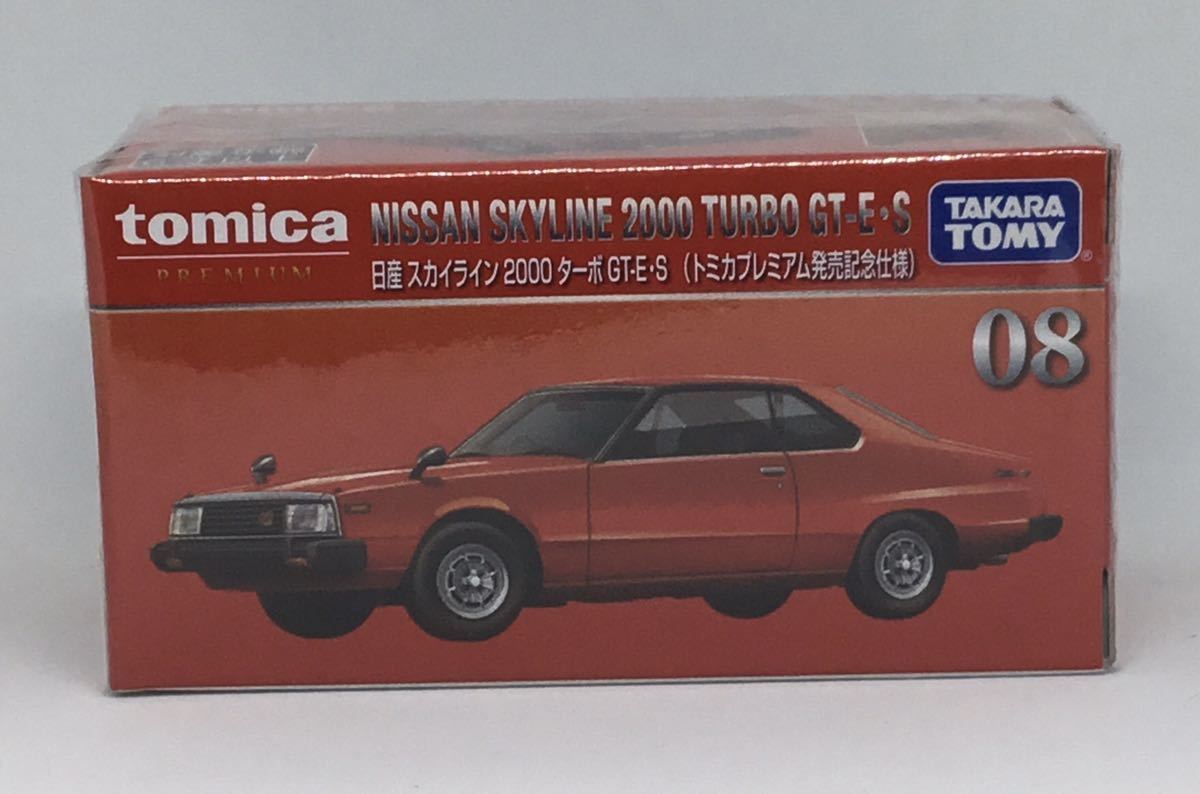 tomica
PREMIUM
NISSAN SKYLINE 2000 TURBO GT-E・S
日産 スカイライン 2000 ターボ GT-E・S （トミカプレミアム発売記念仕様）
TAKARA
TOMY
®
08